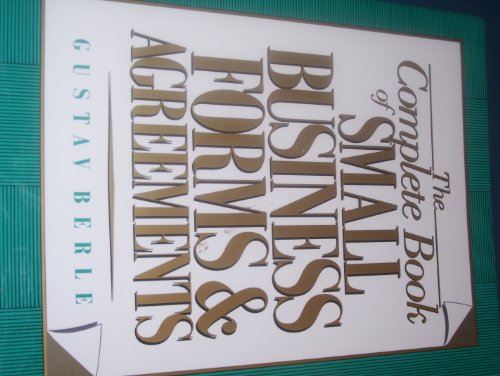 The
Complete Book
of SMALL
BUSINESS
FORMS &
AGREEMENTS
GUSTAV BERLE